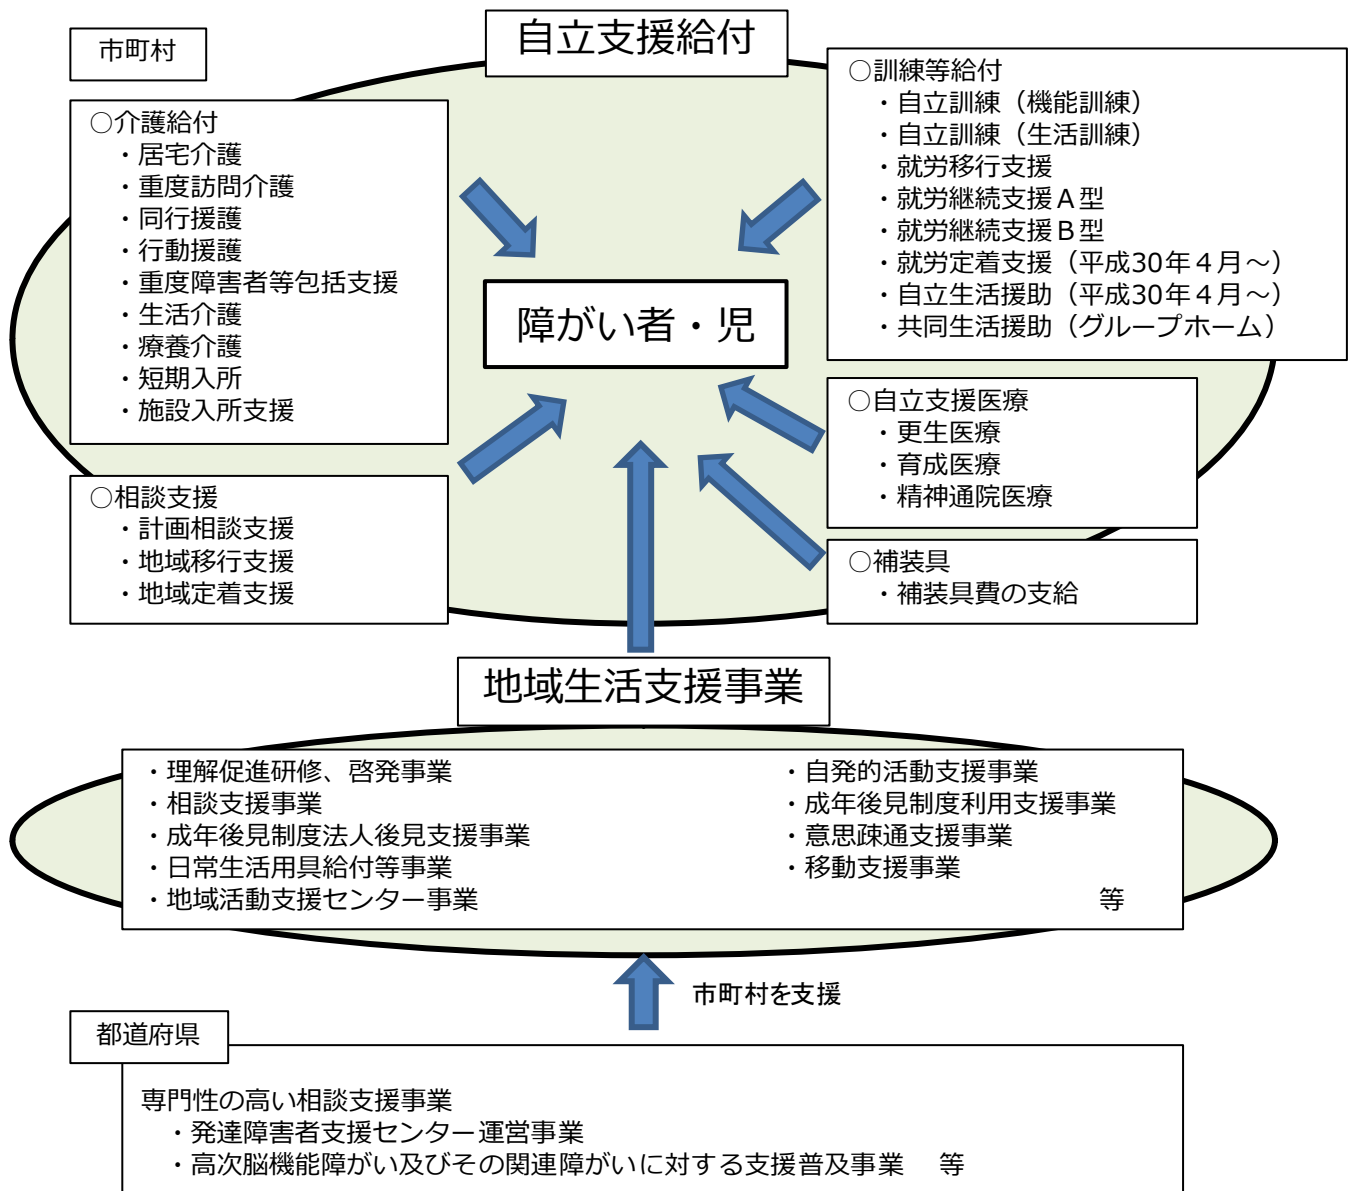 市町村
自立支援給付
○介護給付
・居宅介護
・重度訪問介護
・同行援護
・行動援護
・重度障害者等包括支援
・生活介護
・療養介護
・短期入所
・施設入所支援
○訓練等給付
・自立訓練（機能訓練）
・自立訓練（生活訓練）
・就労移行支援
・就労継続支援Ａ型
・就労継続支援Ｂ型
・就労定着支援（平成30年４月～）
・自立生活援助（平成30年４月～）
・共同生活援助（グループホーム）
障がい者・児
○相談支援
・計画相談支援
・地域移行支援
・地域定着支援
○自立支援医療
・更生医療
・育成医療
・精神通院医療
○補装具
・補装具費の支給
地域生活支援事業
・理解促進研修、啓発事業
・自発的活動支援事業
・相談支援事業
・成年後見制度利用支援事業
・成年後見制度法人後見支援事業
・意思疎通支援事業
・日常生活用具給付等事業
・移動支援事業
・地域活動支援センター事業
等
市町村を支援
都道府県
専門性の高い相談支援事業
・発達障害者支援センター運営事業
・高次脳機能障がい及びその関連障がいに対する支援普及事業　等